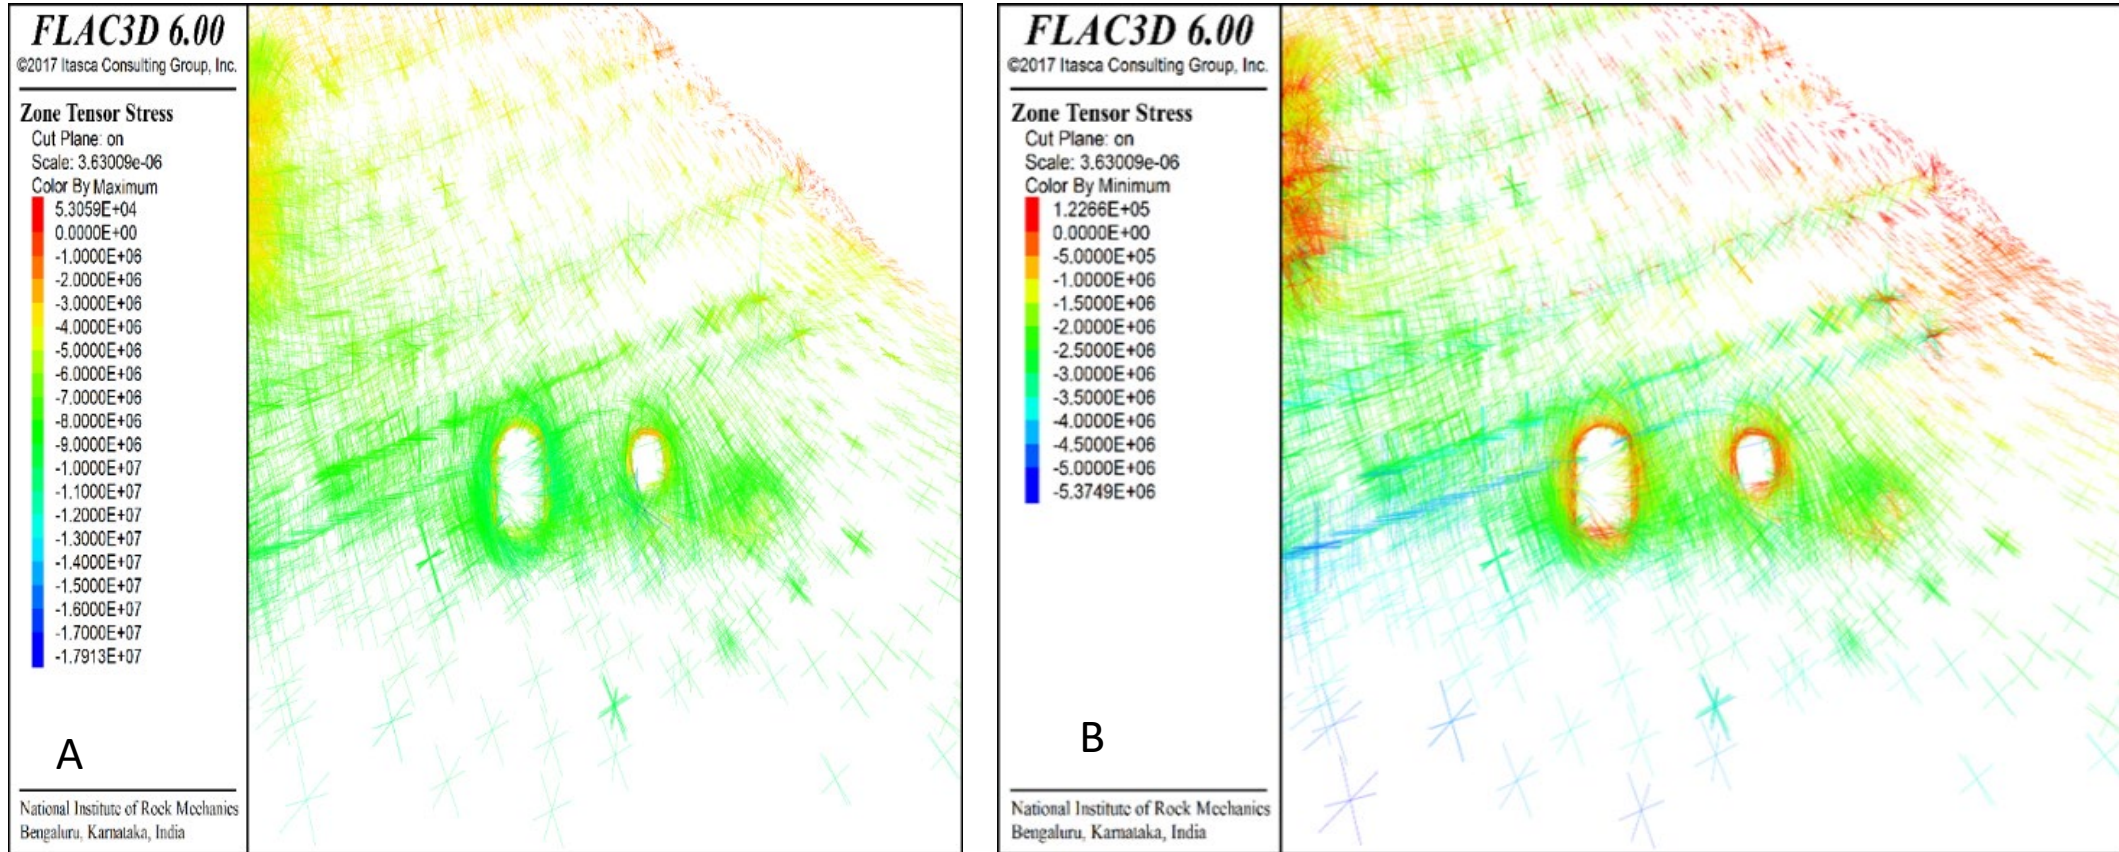 FLAC3D 6.00
©2017 Itasca Consulting Group, Inc.
Zone Tensor Stress
Cut Plane: on
Scale: 3.63009e-06
Color By Maximum
5.3059E+04
0.0000E+00
-1.0000E+06
-2.0000E+06
-3.0000E+06
-4.0000E+06
-5.0000E+06
-6.0000E+06
-7.0000E+06
-8.0000E+06
-9.0000E+06
-1.0000E+07
-1.1000E+07
-1.2000E+07
-1.3000E+07
-1.4000E+07
-1.5000E+07
-1.6000E+07
-1.7000E+07
-1.7913E+07
A
National Institute of Rock Mechanics
Bengaluru, Karnataka, India
FLAC3D 6.00
©2017 Itasca Consulting Group, Inc.
Zone Tensor Stress
Cut Plane: on
Scale: 3.63009e-06
Color By Minimum
1.2266E+05
0.0000E+00
-5.0000E+05
-1.0000E+06
-1.5000E+06
-2.0000E+06
-2.5000E+06
-3.0000E+06
-3.5000E+06
-4.0000E+06
-4.5000E+06
-5.0000E+06
-5.3749E+06
B
National Institute of Rock Mechanics
Bengaluru, Karnataka, India